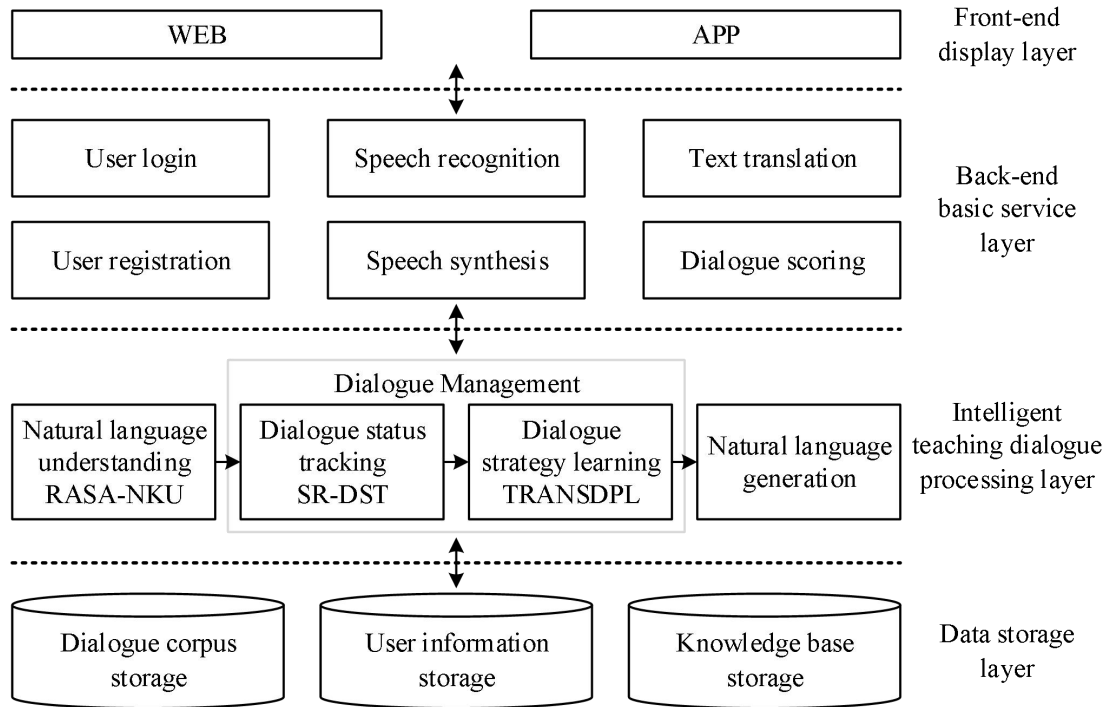 WEB
APP
Front-end
display layer
User login
Speech recognition
Text translation
User registration
Speech synthesis
Dialogue scoring
Back-end
basic service
layer
Dialogue Management
Natural language
understanding
RASA-NKU
Dialogue status
tracking
SR-DST
Dialogue
strategy learning
TRANSDPL
Natural language
generation
Intelligent
teaching dialogue
processing layer
Dialogue corpus
storage
User information
storage
Knowledge base
storage
Data storage
layer